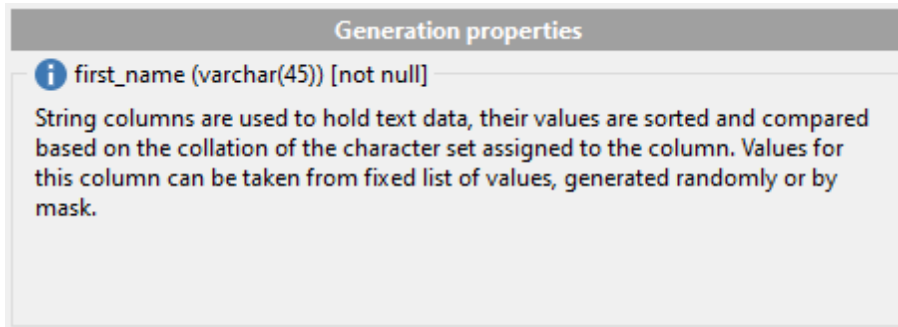 Generation properties
first_name (varchar(45)) [not null]
String columns are used to hold text data, their values are sorted and compared
based on the collation of the character set assigned to the column. Values for
this column can be taken from fixed list of values, generated randomly or by
mask.